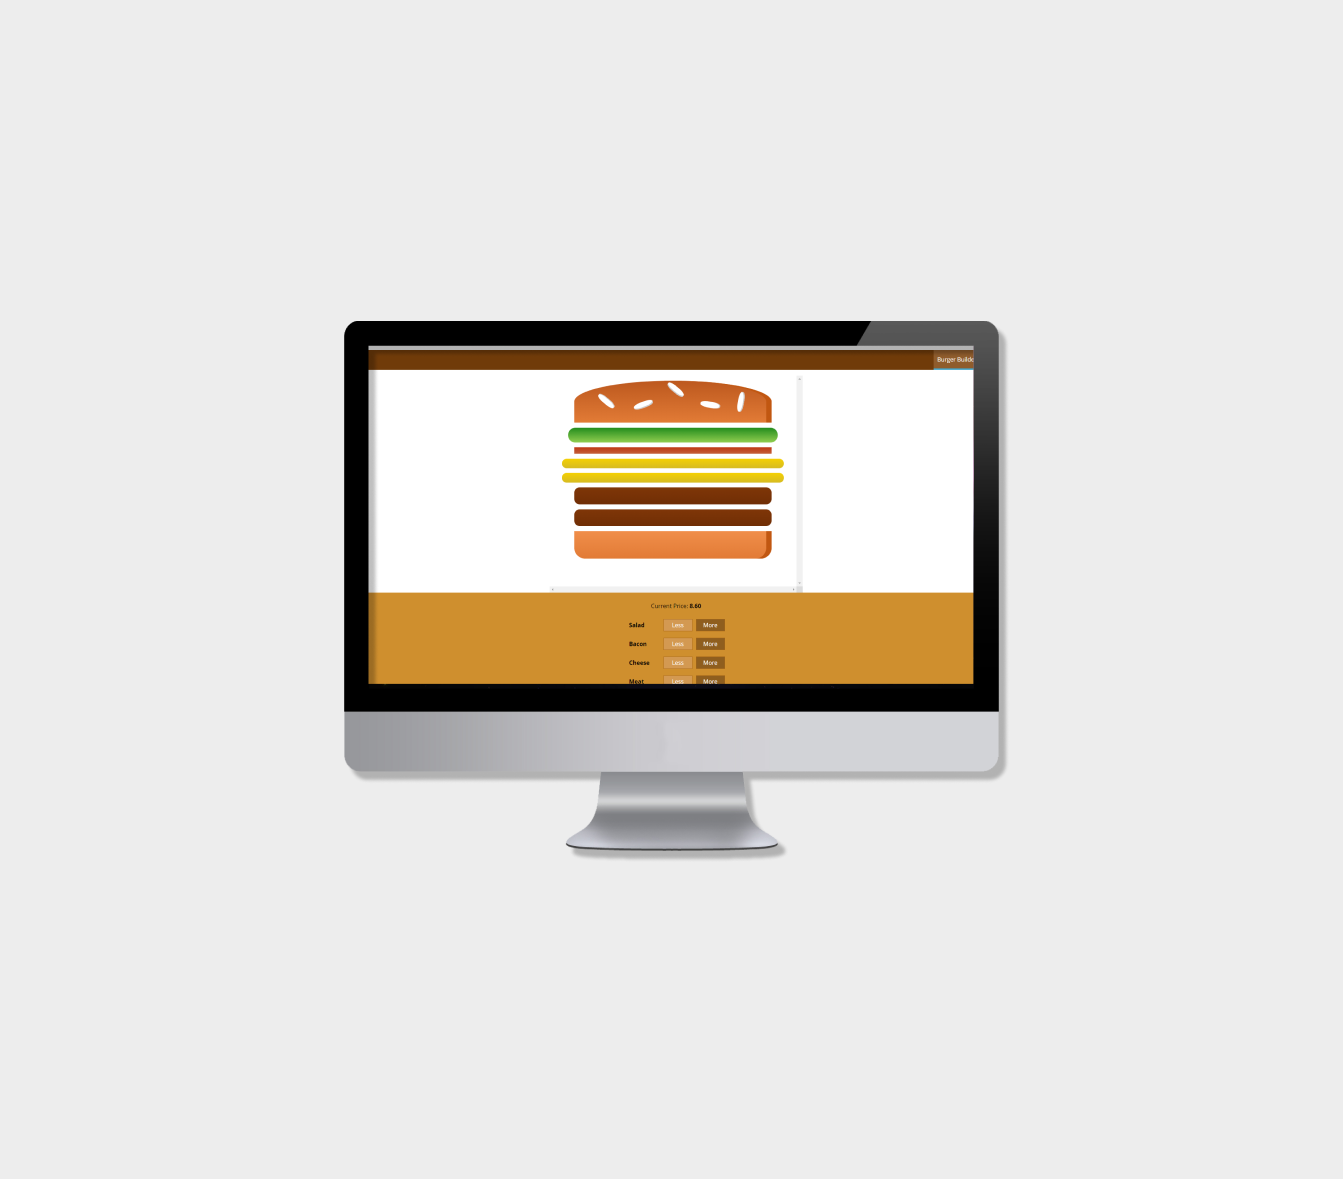 Burger Builde
Current Price: 8.60
Salad Less More
Bacon Less More
Cheese Less More
Meat Less More